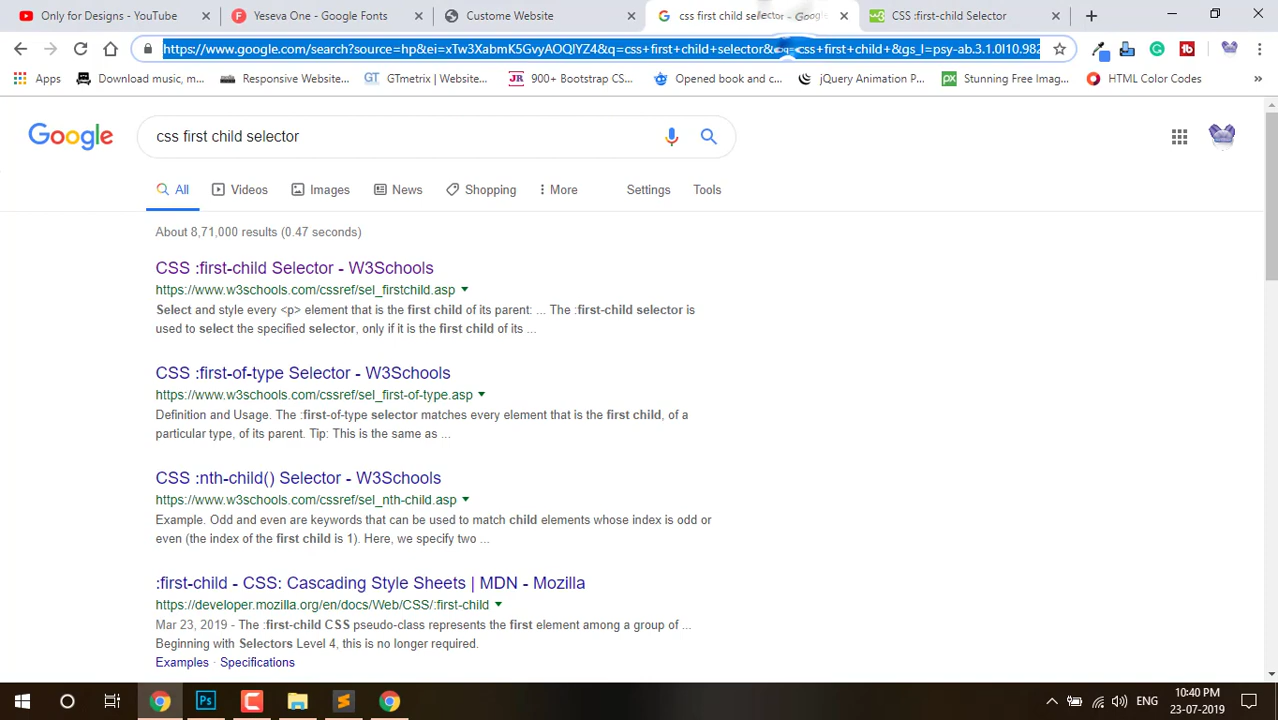 Only for Designs - YouTube
Yeseva One - Google Fonts
Custome Website
css first child selector - Google
CSS :first-child Selector
https://www.google.com/search?source=hp&ei=xTw3XabmK5GvyAOQlYZ4&q=css+first+child+selector&oq=css+first+child+&gs_l=psy-ab.3.1.0l10.982
Apps
Download music, m...
Responsive Website...
GTmetrix | Website...
900+ Bootstrap CS...
Opened book and c...
jQuery Animation P...
Stunning Free Imag...
HTML Color Codes
»
Google
css first child selector
All
Videos
Images
News
Shopping
More
Settings
Tools
About 8,71,000 results (0.47 seconds)
CSS :first-child Selector - W3Schools
https://www.w3schools.com/cssref/sel_firstchild.asp
Select and style every <p> element that is the first child of its parent: ... The :first-child selector is
used to select the specified selector, only if it is the first child of its ...
CSS :first-of-type Selector - W3Schools
https://www.w3schools.com/cssref/sel_first-of-type.asp
Definition and Usage. The :first-of-type selector matches every element that is the first child, of a
particular type, of its parent. Tip: This is the same as ...
CSS :nth-child() Selector - W3Schools
https://www.w3schools.com/cssref/sel_nth-child.asp
Example. Odd and even are keywords that can be used to match child elements whose index is odd or
even (the index of the first child is 1). Here, we specify two ...
:first-child - CSS: Cascading Style Sheets | MDN - Mozilla
https://developer.mozilla.org/en/docs/Web/CSS/:first-child
Mar 23, 2019 - The :first-child CSS pseudo-class represents the first element among a group of ...
Beginning with Selectors Level 4, this is no longer required.
Examples · Specifications
ENG
10:40 PM
23-07-2019